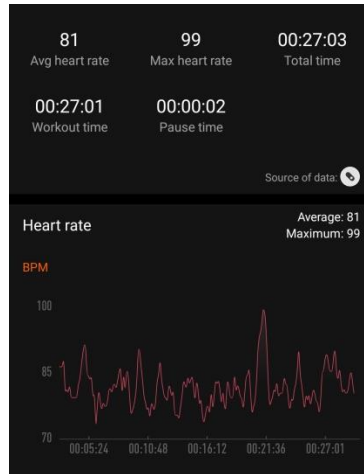 81 99 00:27:03
Avg heart rate Max heart rate Total time
00:27:01 00:00:02
Workout time Pause time
Source of data:
Heart rate
Average: 81
Maximum: 99
BPM
100
85
70
00:05:24 00:10:48 00:16:12 00:21:36 00:27:01